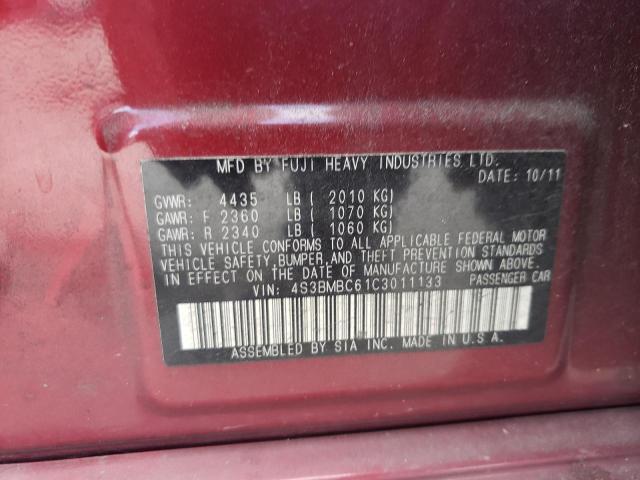 MFD BY FUJI HEAVY INDUSTRIES LTD.
DATE: 10/11
GVWR: 4435 LB ( 2010 KG)
GAWR: F 2360 LB ( 1070 KG)
GAWR: R 2340 LB ( 1060 KG)
THIS VEHICLE CONFORMS TO ALL APPLICABLE FEDERAL MOTOR
VEHICLE SAFETY, BUMPER, AND THEFT PREVENTION STANDARDS
IN EFFECT ON THE DATE OF MANUFACTURE SHOWN ABOVE.
VIN: 4S3BMBC61C3011133 PASSENGER CAR
ASSEMBLED BY SIA INC. MADE IN U.S.A.